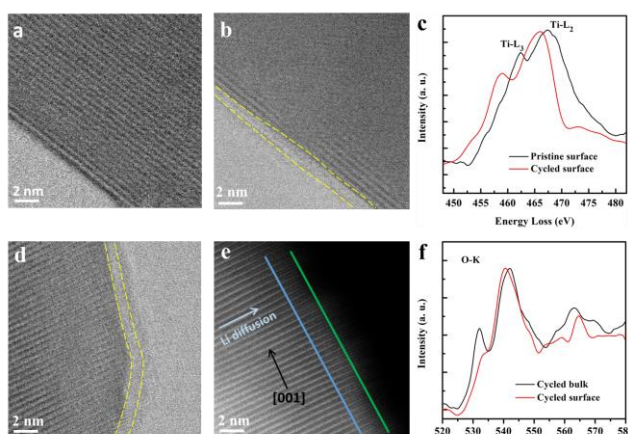 a
2 nm
b
2 nm
c
Ti-L₃
Ti-L₂
Intensity (a. u.)
Pristine surface
Cycled surface
450 455 460 465 470 475 480
Energy Loss (eV)
d
2 nm
e
Li diffusion
[001]
2 nm
f
O-K
Intensity (a. u.)
Cycled bulk
Cycled surface
520 530 540 550 560 570 580